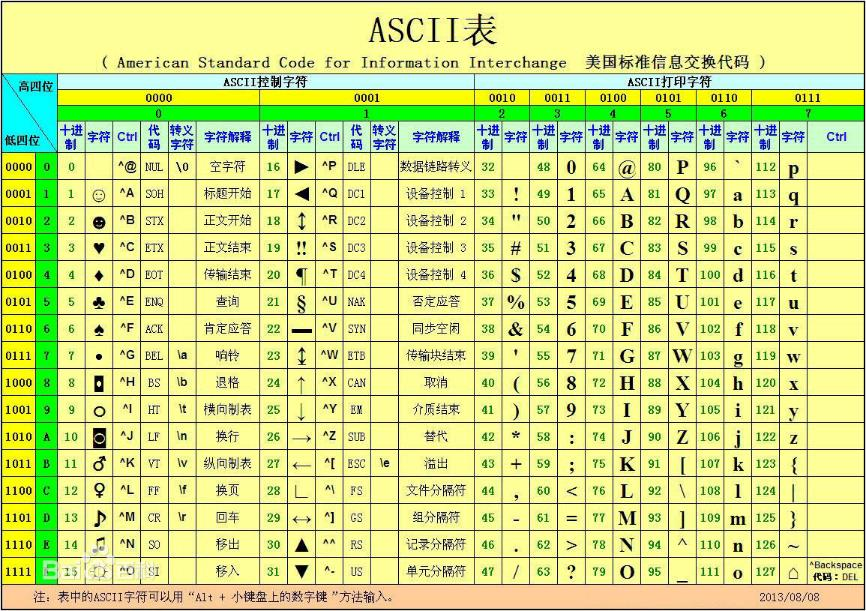 ASCII表
( American Standard Code for Information Interchange 美国标准信息交换代码 )
高四位 ASCII控制字符 ASCII打印字符
0000 0001 0010 0011 0100 0101 0110 0111
0 1 2 3 4 5 6 7
低四位 十进制 字符 Ctrl 代码 转义字符 字符解释 十进制 字符 Ctrl 代码 转义字符 字符解释 十进制 字符 十进制 字符 十进制 字符 十进制 字符 十进制 字符 十进制 字符 Ctrl
0000 0 0 ^@ NUL \0 空字符 16 ► ^P DLE 数据链路转义 32 48 0 64 @ 80 P 96 ` 112 p
0001 1 1 ☺ ^A SOH 标题开始 17 ◄ ^Q DC1 设备控制 1 33 ! 49 1 65 A 81 Q 97 a 113 q
0010 2 2 ☻ ^B STX 正文开始 18 ↕ ^R DC2 设备控制 2 34 " 50 2 66 B 82 R 98 b 114 r
0011 3 3 ♥ ^C ETX 正文结束 19 ‼ ^S DC3 设备控制 3 35 # 51 3 67 C 83 S 99 c 115 s
0100 4 4 ♦ ^D EOT 传输结束 20 ¶ ^T DC4 设备控制 4 36 $ 52 4 68 D 84 T 100 d 116 t
0101 5 5 ♣ ^E ENQ 查询 21 § ^U NAK 否定应答 37 % 53 5 69 E 85 U 101 e 117 u
0110 6 6 ♠ ^F ACK 肯定应答 22 ▬ ^V SYN 同步空闲 38 & 54 6 70 F 86 V 102 f 118 v
0111 7 7 • ^G BEL \a 响铃 23 ↨ ^W ETB 传输块结束 39 ' 55 7 71 G 87 W 103 g 119 w
1000 8 8 ◘ ^H BS \b 退格 24 ↑ ^X CAN 取消 40 ( 56 8 72 H 88 X 104 h 120 x
1001 9 9 ○ ^I HT \t 横向制表 25 ↓ ^Y EM 介质结束 41 ) 57 9 73 I 89 Y 105 i 121 y
1010 A 10 ◙ ^J LF \n 换行 26 → ^Z SUB 替代 42 * 58 : 74 J 90 Z 106 j 122 z
1011 B 11 ♂ ^K VT \v 纵向制表 27 ← ^[ ESC \e 溢出 43 + 59 ; 75 K 91 [ 107 k 123 {
1100 C 12 ♀ ^L FF \f 换页 28 ∟ ^\ FS 文件分隔符 44 , 60 < 76 L 92 \ 108 l 124 |
1101 D 13 ♪ ^M CR \r 回车 29 ↔ ^] GS 组分隔符 45 - 61 = 77 M 93 ] 109 m 125 }
1110 E 14 ♫ ^N SO 移出 30 ▲ ^^ RS 记录分隔符 46 . 62 > 78 N 94 ^ 110 n 126 ~
1111 15 ☼ ^O SI 移入 31 ▼ ^- US 单元分隔符 47 / 63 ? 79 O 95 _ 111 o 127 ⌂ ^Backspace 代码: DEL
注: 表中的ASCII字符可以用 "Alt + 小键盘上的数字键" 方法输入。 2013/08/08